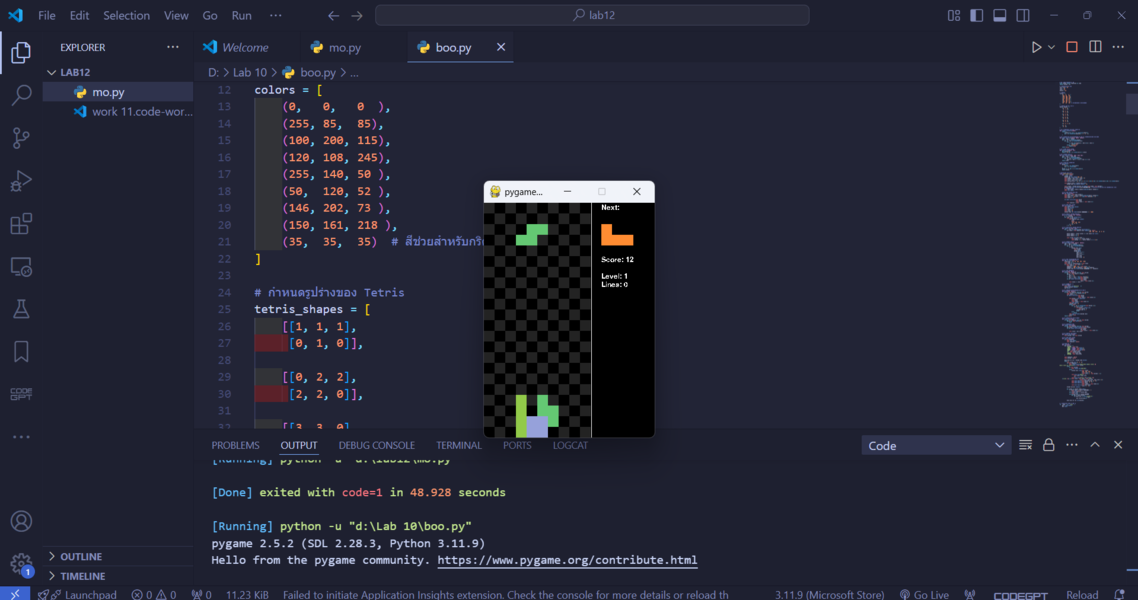 File Edit Selection View Go Run ··· lab12
EXPLORER ···
Welcome mo.py boo.py
LAB12
mo.py
work 11.code-wor...
D: > Lab 10 > boo.py > ...
12 colors = [
13 (0, 0, 0 ),
14 (255, 85, 85),
15 (100, 200, 115),
16 (120, 108, 245),
17 (255, 140, 50 ),
18 (50, 120, 52 ),
19 (146, 202, 73 ),
20 (150, 161, 218 ),
21 (35, 35, 35) # สีช่วยสำหรับกริ
22 ]
23
24 # กำหนดรูปร่างของ Tetris
25 tetris_shapes = [
26 [[1, 1, 1],
27 [0, 1, 0]],
28
29 [[0, 2, 2],
30 [2, 2, 0]],
31
32 [[3, 3, 0]
pygame...
Next:
Score: 12
Level: 1
Lines: 0
PROBLEMS OUTPUT DEBUG CONSOLE TERMINAL PORTS LOGCAT
Code
[Running] python -u "d:\lab12\mo.py"
[Done] exited with code=1 in 48.928 seconds
[Running] python -u "d:\Lab 10\boo.py"
pygame 2.5.2 (SDL 2.28.3, Python 3.11.9)
Hello from the pygame community. https://www.pygame.org/contribute.html
CODE GPT
1
OUTLINE
TIMELINE
Launchpad 0 0 0 11.23 KiB Failed to initiate Application Insights extension. Check the console for more details or reload th 3.11.9 (Microsoft Store) Go Live CODEGPT Reload